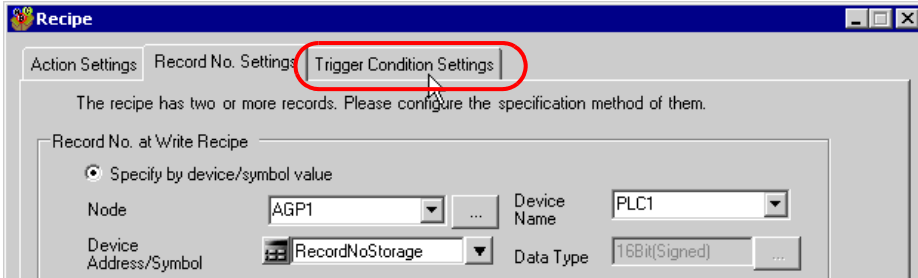 Recipe
Action Settings Record No. Settings Trigger Condition Settings
The recipe has two or more records. Please configure the specification method of them.
Record No. at Write Recipe
Specify by device/symbol value
Node AGP1 ... Device Name PLC1
Device Address/Symbol RecordNoStorage Data Type 16Bit(Signed) ...